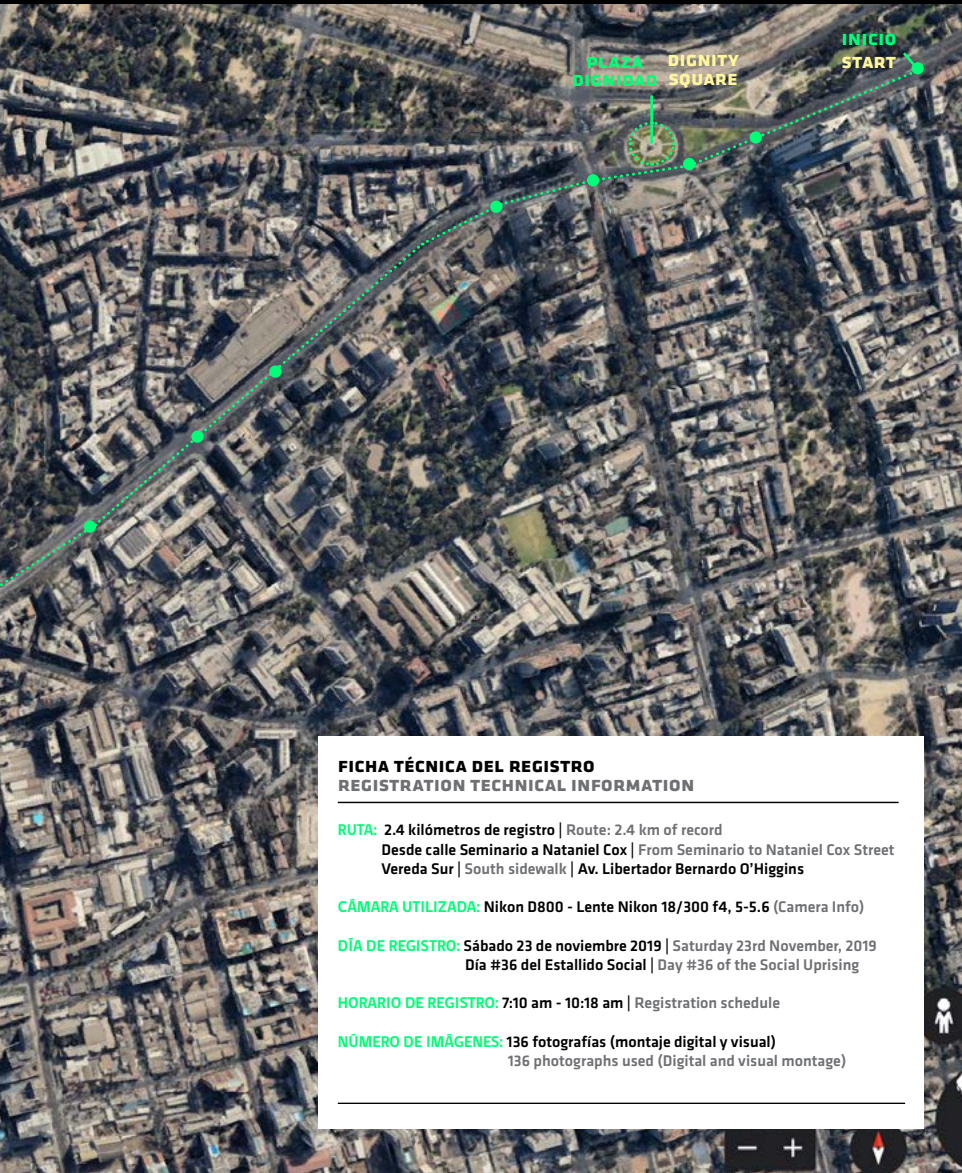 INICIO
START
PLAZA
DIGNIDAD
DIGNITY
SQUARE
FICHA TÉCNICA DEL REGISTRO
REGISTRATION TECHNICAL INFORMATION
RUTA: 2.4 kilómetros de registro | Route: 2.4 km of record
Desde calle Seminario a Nataniel Cox | From Seminario to Nataniel Cox Street
Vereda Sur | South sidewalk | Av. Libertador Bernardo O'Higgins
CÁMARA UTILIZADA: Nikon D800 - Lente Nikon 18/300 f4, 5-5.6 (Camera Info)
DÍA DE REGISTRO: Sábado 23 de noviembre 2019 | Saturday 23rd November, 2019
Día #36 del Estallido Social | Day #36 of the Social Uprising
HORARIO DE REGISTRO: 7:10 am - 10:18 am | Registration schedule
NÚMERO DE IMÁGENES: 136 fotografías (montaje digital y visual)
136 photographs used (Digital and visual montage)